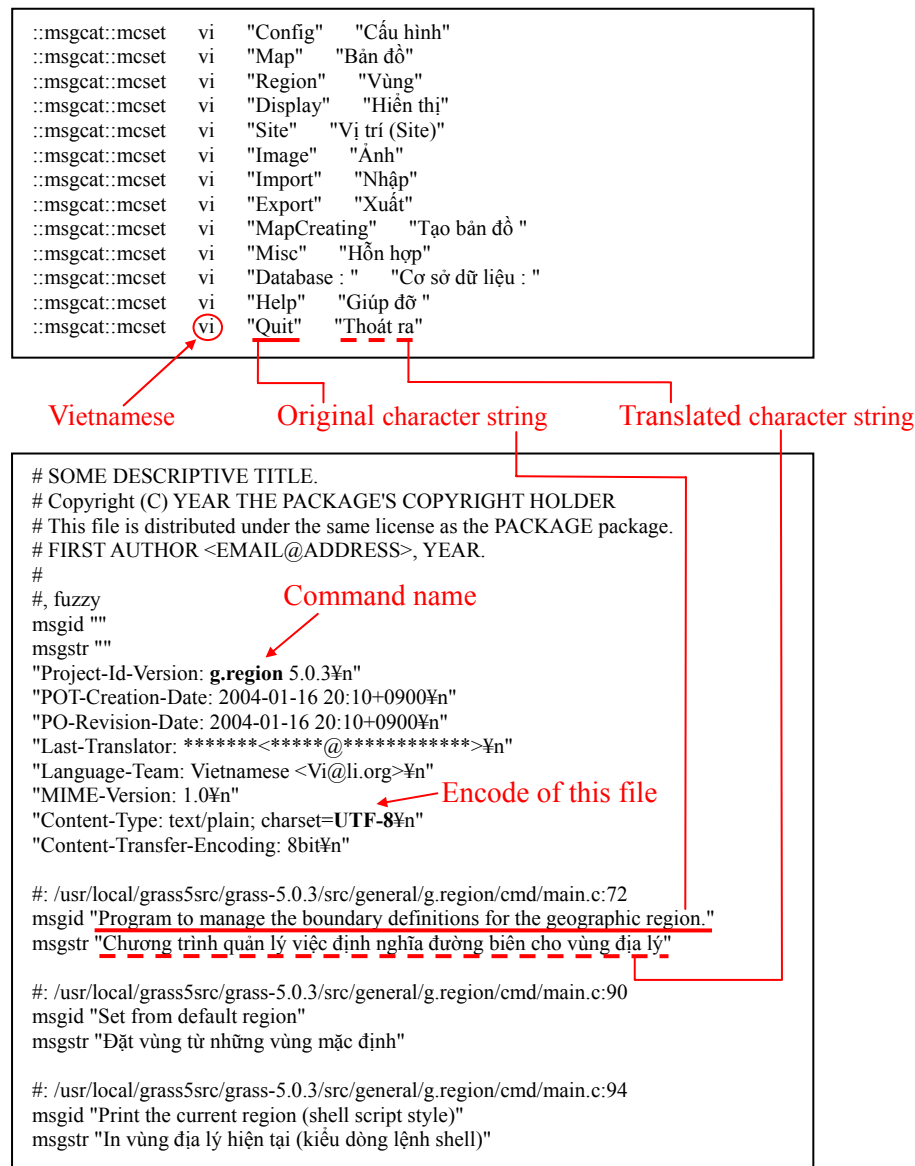 ::msgcat::mcset vi "Config" "Cấu hình"
::msgcat::mcset vi "Map" "Bản đồ"
::msgcat::mcset vi "Region" "Vùng"
::msgcat::mcset vi "Display" "Hiển thị"
::msgcat::mcset vi "Site" "Vị trí (Site)"
::msgcat::mcset vi "Image" "Ảnh"
::msgcat::mcset vi "Import" "Nhập"
::msgcat::mcset vi "Export" "Xuất"
::msgcat::mcset vi "MapCreating" "Tạo bản đồ "
::msgcat::mcset vi "Misc" "Hỗn hợp"
::msgcat::mcset vi "Database : " "Cơ sở dữ liệu : "
::msgcat::mcset vi "Help" "Giúp đỡ "
::msgcat::mcset vi "Quit" "Thoát ra"
Vietnamese Original character string Translated character string
# SOME DESCRIPTIVE TITLE.
# Copyright (C) YEAR THE PACKAGE'S COPYRIGHT HOLDER
# This file is distributed under the same license as the PACKAGE package.
# FIRST AUTHOR <EMAIL@ADDRESS>, YEAR.
#
#, fuzzy
Command name
msgid ""
msgstr ""
"Project-Id-Version: g.region 5.0.3¥n"
"POT-Creation-Date: 2004-01-16 20:10+0900¥n"
"PO-Revision-Date: 2004-01-16 20:10+0900¥n"
"Last-Translator: *******<*****@************>¥n"
"Language-Team: Vietnamese <Vi@li.org>¥n"
"MIME-Version: 1.0¥n"
Encode of this file
"Content-Type: text/plain; charset=UTF-8¥n"
"Content-Transfer-Encoding: 8bit¥n"
#: /usr/local/grass5src/grass-5.0.3/src/general/g.region/cmd/main.c:72
msgid "Program to manage the boundary definitions for the geographic region."
msgstr "Chương trình quản lý việc định nghĩa đường biên cho vùng địa lý"
#: /usr/local/grass5src/grass-5.0.3/src/general/g.region/cmd/main.c:90
msgid "Set from default region"
msgstr "Đặt vùng từ những vùng mặc định"
#: /usr/local/grass5src/grass-5.0.3/src/general/g.region/cmd/main.c:94
msgid "Print the current region (shell script style)"
msgstr "In vùng địa lý hiện tại (kiểu dòng lệnh shell)"